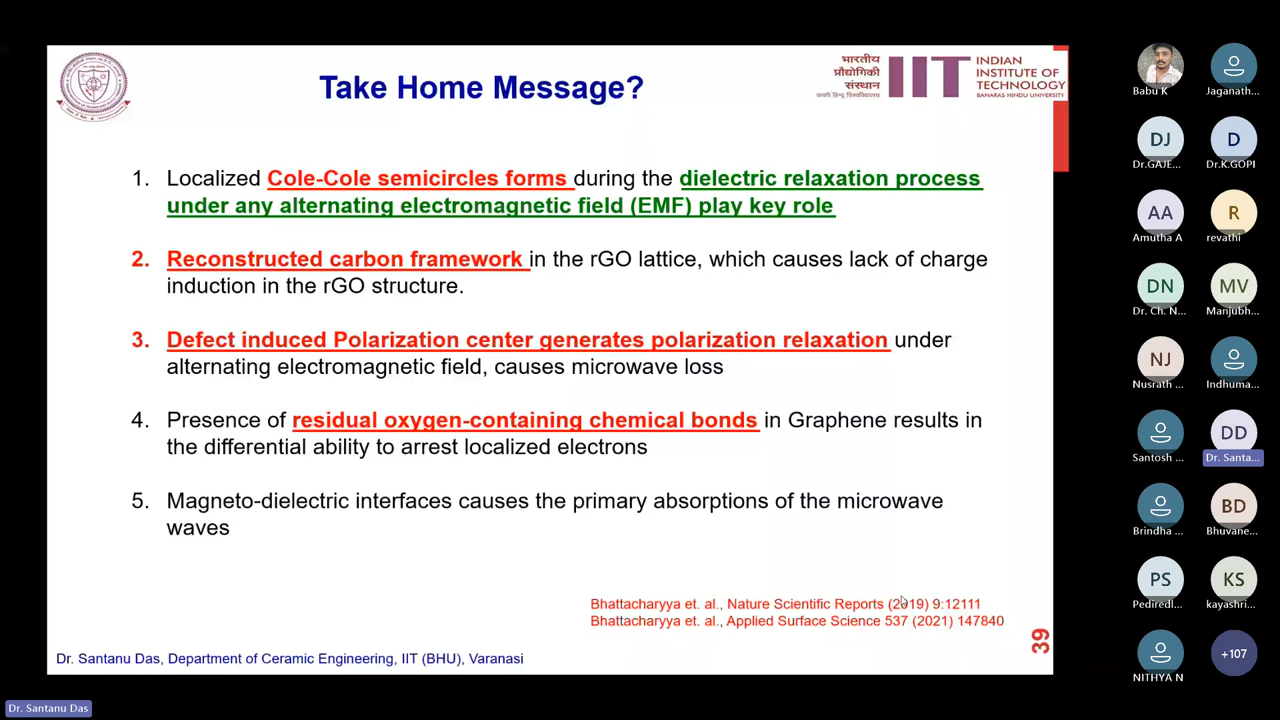 Take Home Message?
भारतीय
प्रौद्योगिकी
संस्थान
काशी हिन्दू विश्वविद्यालय
IIT
INDIAN
INSTITUTE OF
TECHNOLOGY
BANARAS HINDU UNIVERSITY
1. Localized Cole-Cole semicircles forms during the dielectric relaxation process
under any alternating electromagnetic field (EMF) play key role
2. Reconstructed carbon framework in the rGO lattice, which causes lack of charge
induction in the rGO structure.
3. Defect induced Polarization center generates polarization relaxation under
alternating electromagnetic field, causes microwave loss
4. Presence of residual oxygen-containing chemical bonds in Graphene results in
the differential ability to arrest localized electrons
5. Magneto-dielectric interfaces causes the primary absorptions of the microwave
waves
Bhattacharyya et. al., Nature Scientific Reports (2019) 9:12111
Bhattacharyya et. al., Applied Surface Science 537 (2021) 147840
39
Dr. Santanu Das, Department of Ceramic Engineering, IIT (BHU), Varanasi
Dr. Santanu Das
Babu K
Jaganath...
DJ
D
Dr.GAJE...
Dr.K.GOPI
AA
R
Amutha A
revathi
DN
MV
Dr. Ch. N...
Manjubh...
NJ
Nusrath ...
Indhuma...
DD
Santosh ...
Dr. Santa...
BD
Brindha ...
Bhuvane...
PS
KS
Pediredl...
kayashri...
+107
NITHYA N